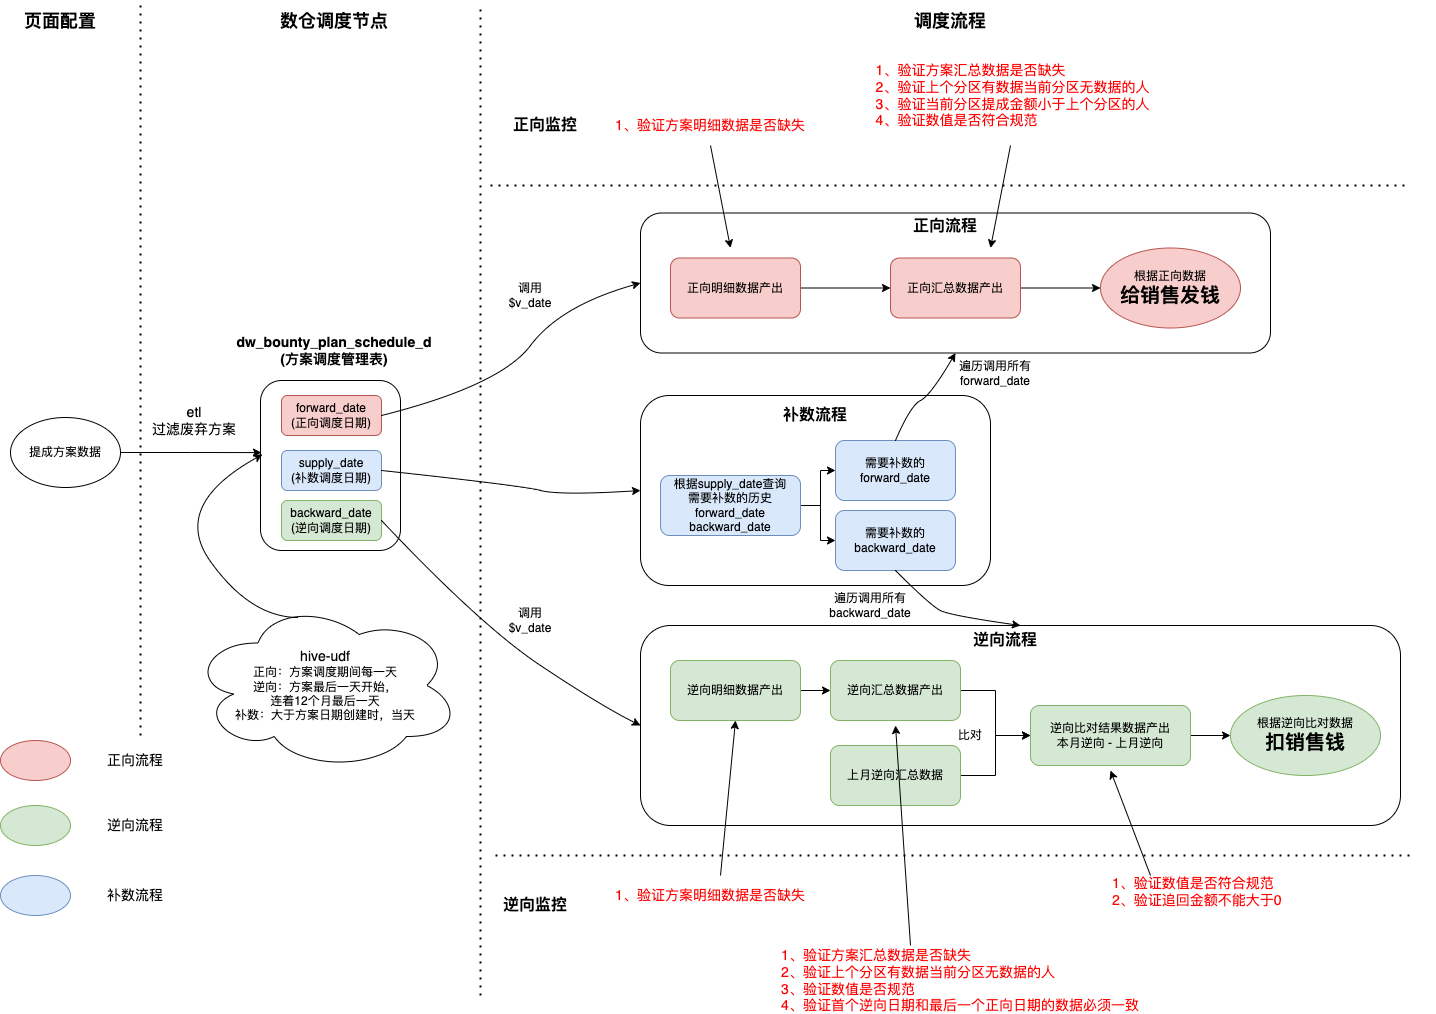 页面配置
数仓调度节点
调度流程
正向监控
1、验证方案明细数据是否缺失
1、验证方案汇总数据是否缺失
2、验证上个分区有数据当前分区无数据的人
3、验证当前分区提成金额小于上个分区的人
4、验证数值是否符合规范
正向流程
正向明细数据产出
正向汇总数据产出
根据正向数据
给销售发钱
调用
$v_date
dw_bounty_plan_schedule_d
(方案调度管理表)
forward_date
(正向调度日期)
supply_date
(补数调度日期)
backward_date
(逆向调度日期)
提成方案数据
etl
过滤废弃方案
遍历调用所有
forward_date
补数流程
根据supply_date查询
需要补数的历史
forward_date
backward_date
需要补数的
forward_date
需要补数的
backward_date
遍历调用所有
backward_date
调用
$v_date
hive-udf
正向：方案调度期间每一天
逆向：方案最后一天开始，
连着12个月最后一天
补数：大于方案日期创建时，当天
逆向流程
逆向明细数据产出
逆向汇总数据产出
上月逆向汇总数据
比对
逆向比对结果数据产出
本月逆向 - 上月逆向
根据逆向比对数据
扣销售钱
正向流程
逆向流程
补数流程
逆向监控
1、验证方案明细数据是否缺失
1、验证数值是否符合规范
2、验证追回金额不能大于0
1、验证方案汇总数据是否缺失
2、验证上个分区有数据当前分区无数据的人
3、验证数值是否规范
4、验证首个逆向日期和最后一个正向日期的数据必须一致